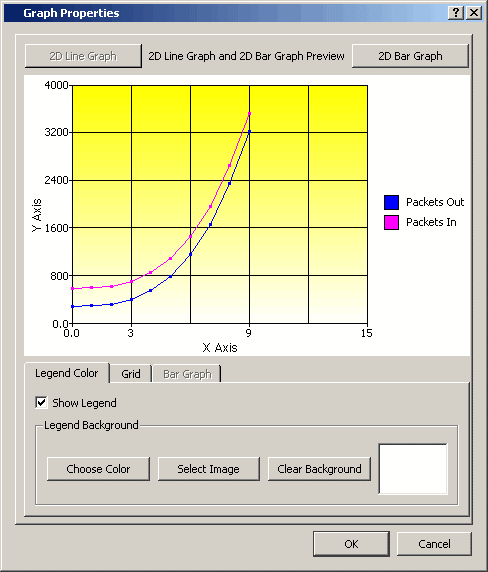 Graph Properties
2D Line Graph
2D Line Graph and 2D Bar Graph Preview
2D Bar Graph
4000
3200
2400
1600
800
0.0
Y Axis
0.0 3 9 15
X Axis
Packets Out
Packets In
Legend Color
Grid
Bar Graph
Show Legend
Legend Background
Choose Color
Select Image
Clear Background
OK
Cancel